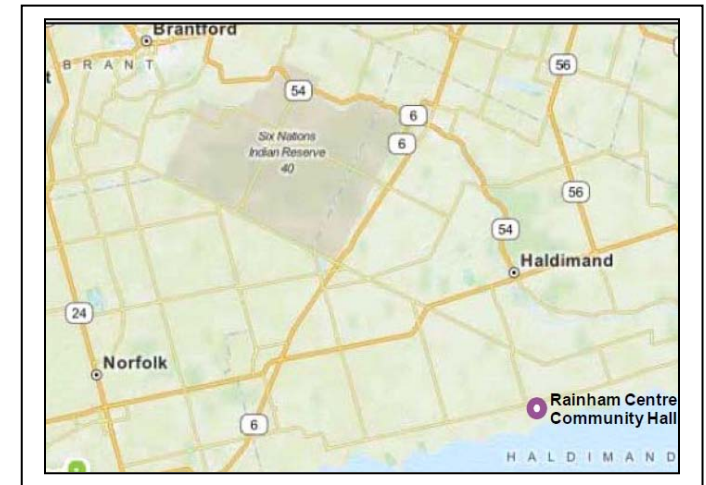 Brantford
BRANT
t
56
54
6
6
Six Nations
Indian Reserve
40
56
54
Haldimand
24
Norfolk
Rainham Centre
Community Hall
6
HALDIMAND